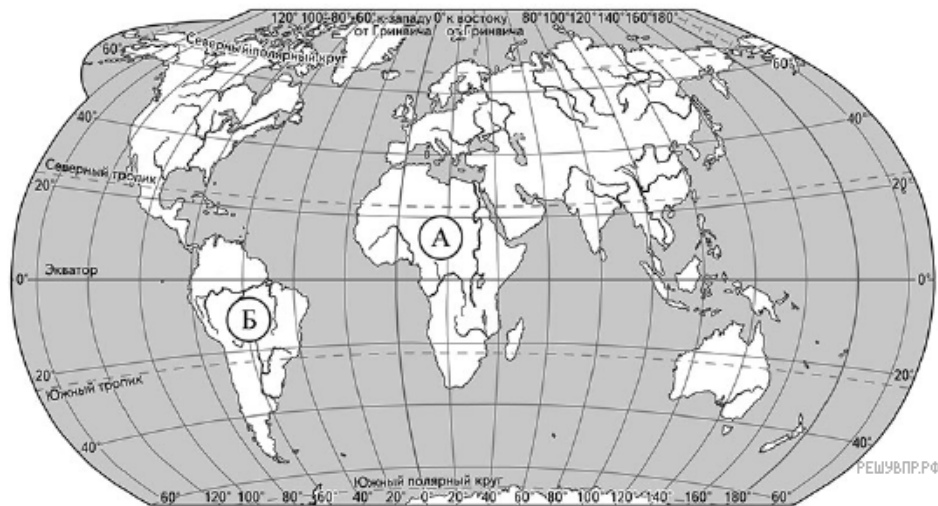 120° 100° 80° 60° к западу 0° к востоку 80° 100° 120° 140° 160° 180°
от Гринвича от Гринвича
Северный полярный круг
60° 60°
40° 40°
Северный тропик
20° 20°
А
Экватор
0° 0°
Б
20° 20°
Южный тропик
40° 40°
РЕШУВПР.РФ
Южный полярный круг
60° 120° 100° 80° 60° 40° 20° 0° 20° 40° 60° 80° 100° 120° 140° 160° 180° 60°